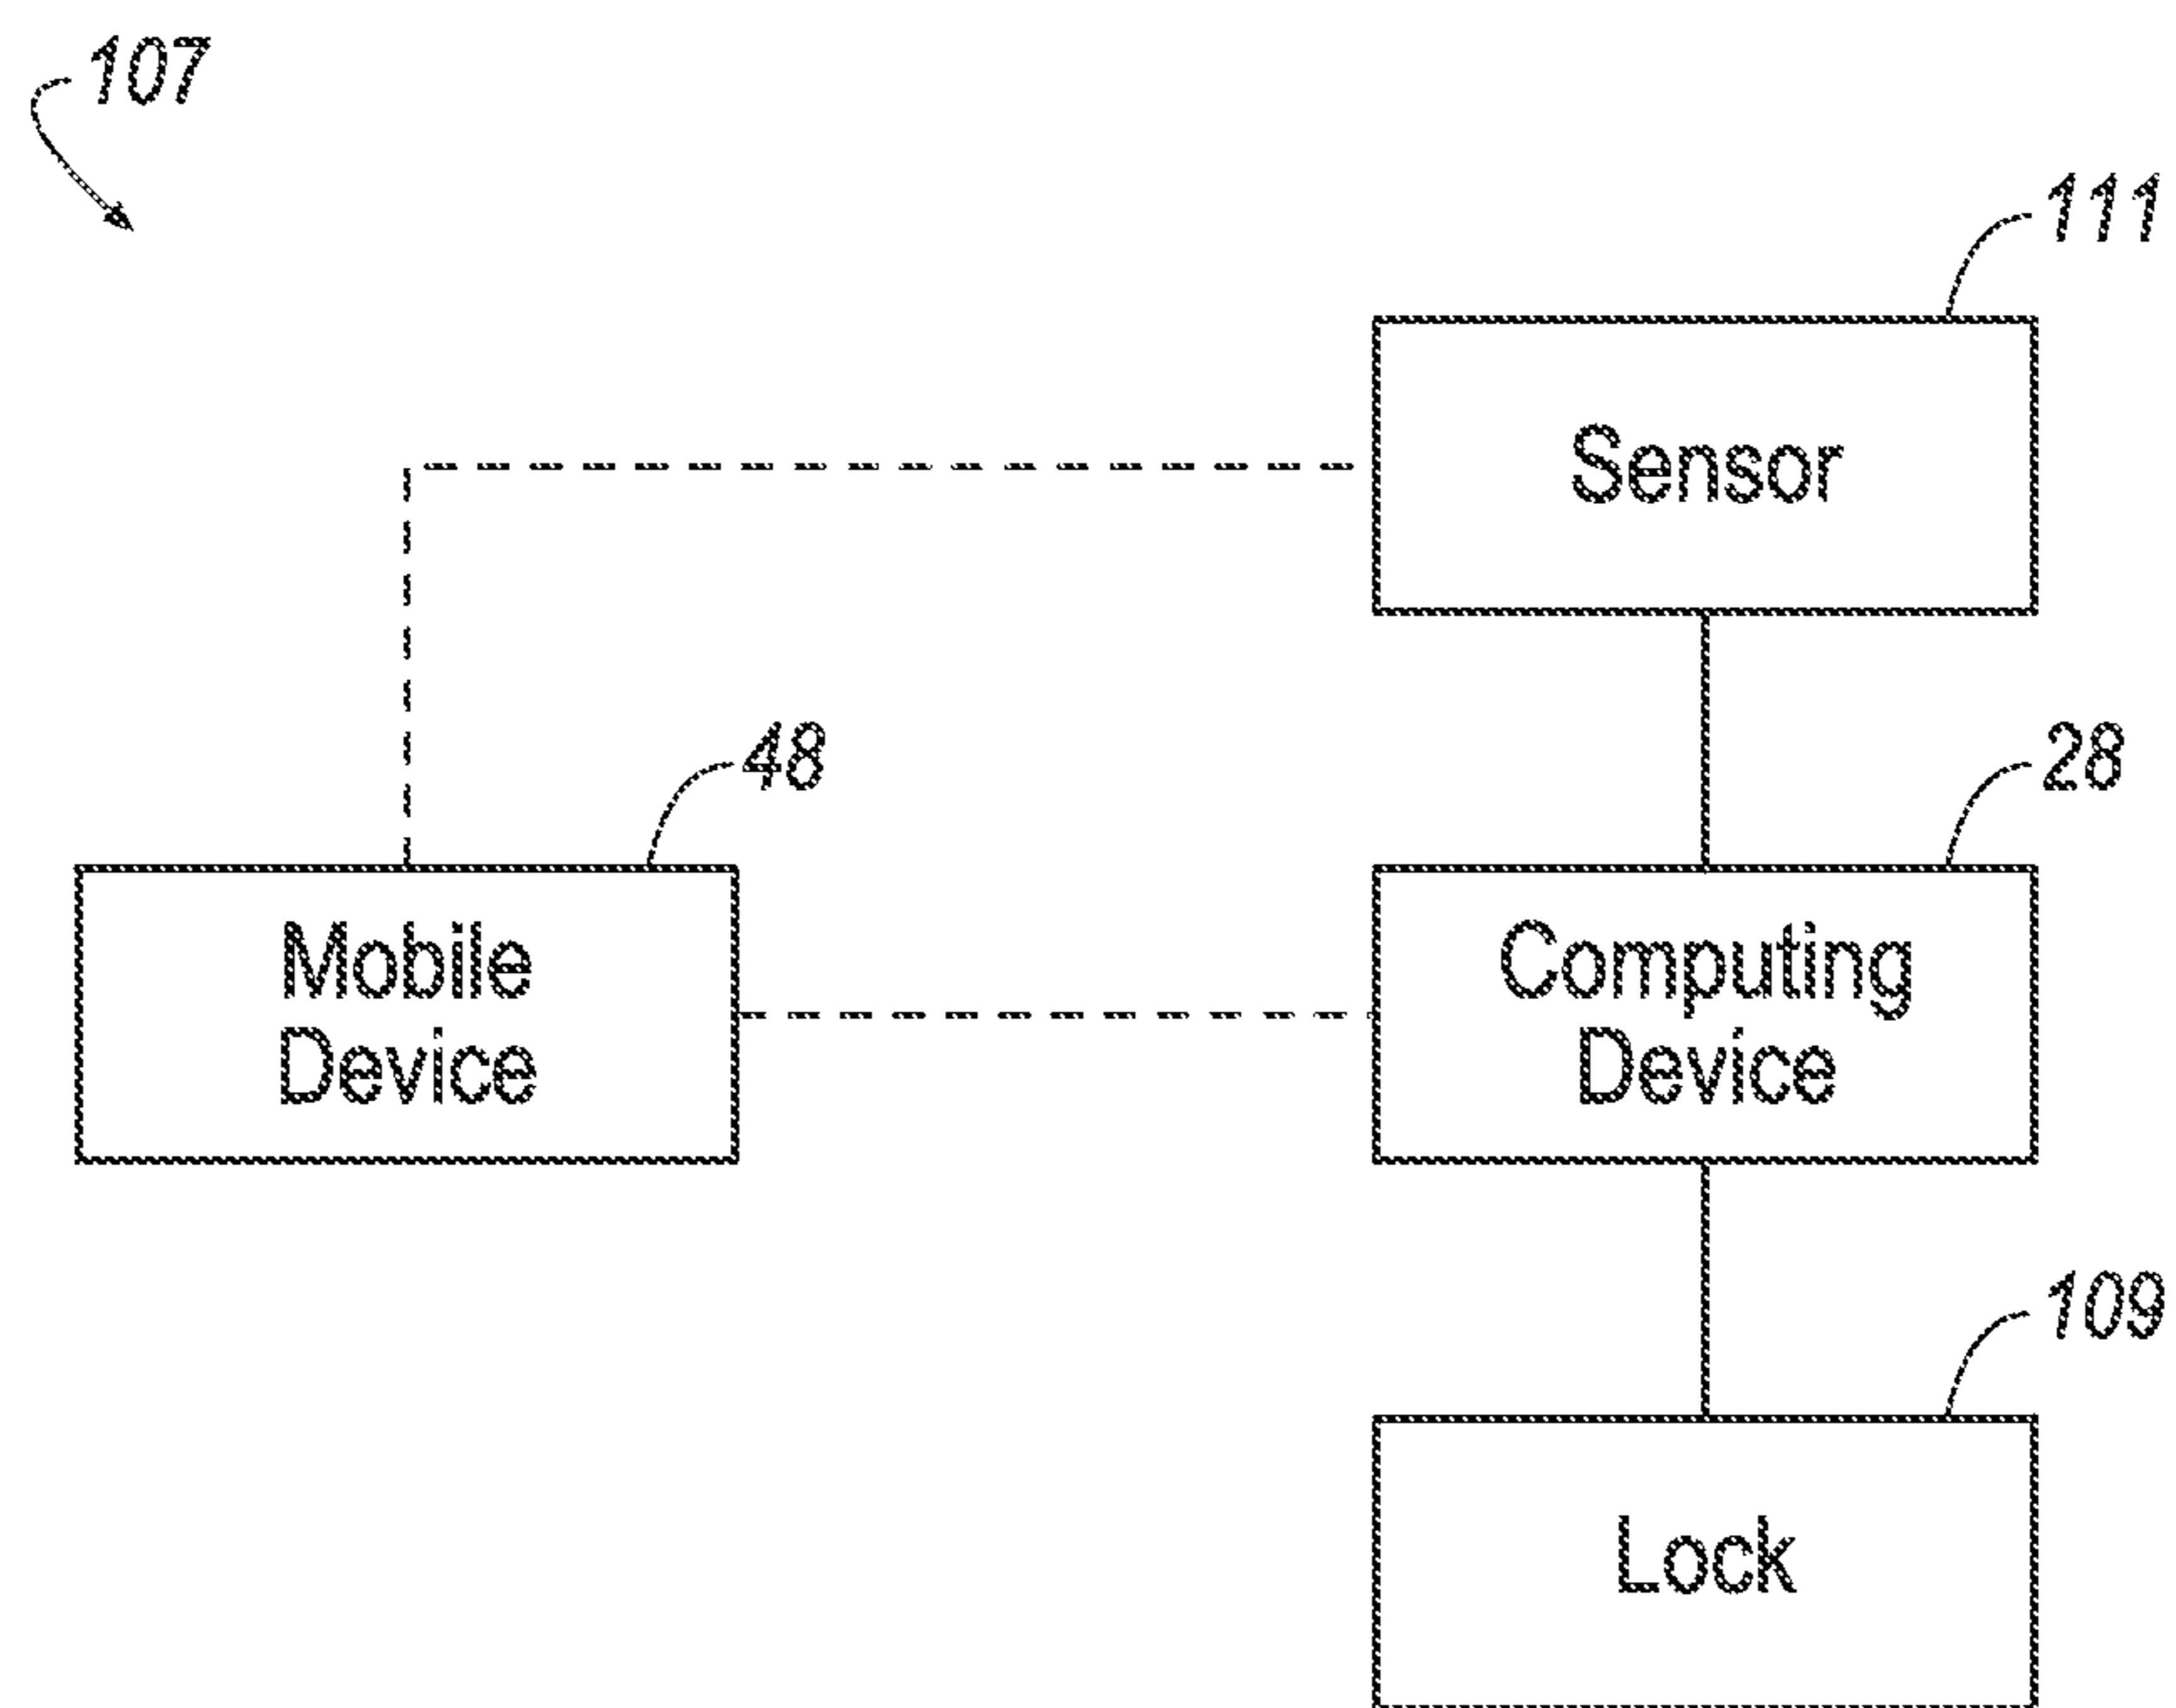 107
111
Sensor
48
28
Mobile
Device
Computing
Device
109
Lock